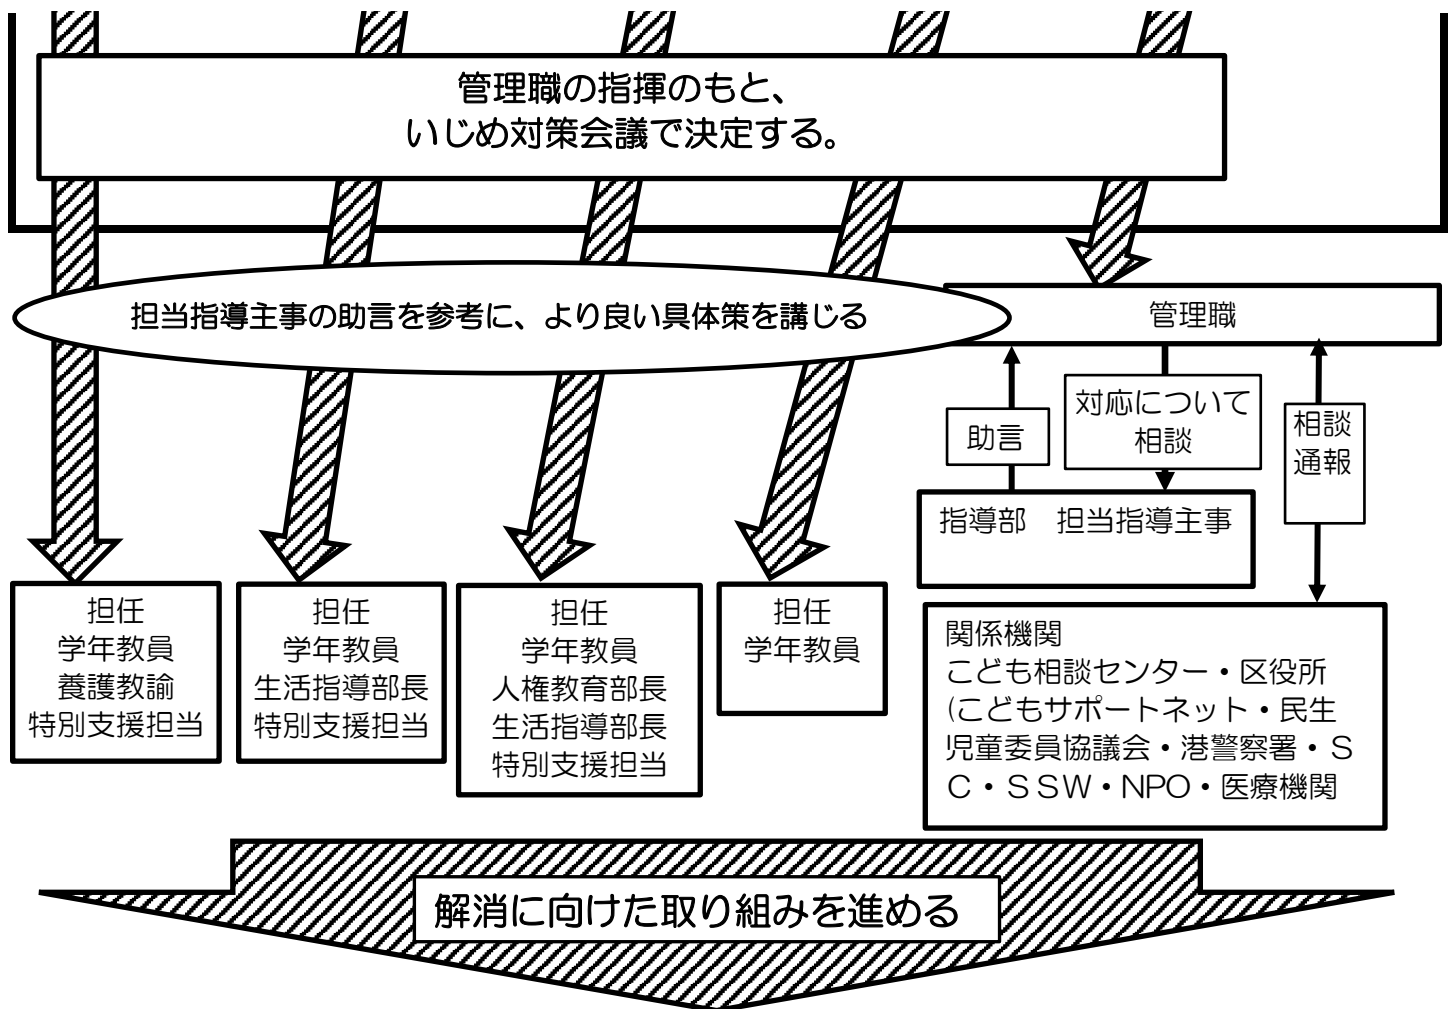 管理職の指揮のもと、
いじめ対策会議で決定する。
担当指導主事の助言を参考に、より良い具体策を講じる
管理職
助言
対応について
相談
相談
通報
指導部　担当指導主事
担任
学年教員
養護教諭
特別支援担当
担任
学年教員
生活指導部長
特別支援担当
担任
学年教員
人権教育部長
生活指導部長
特別支援担当
担任
学年教員
関係機関
こども相談センター・区役所
(こどもサポートネット・民生
児童委員協議会・港警察署・Ｓ
Ｃ・ＳＳＷ・NPO・医療機関
解消に向けた取り組みを進める